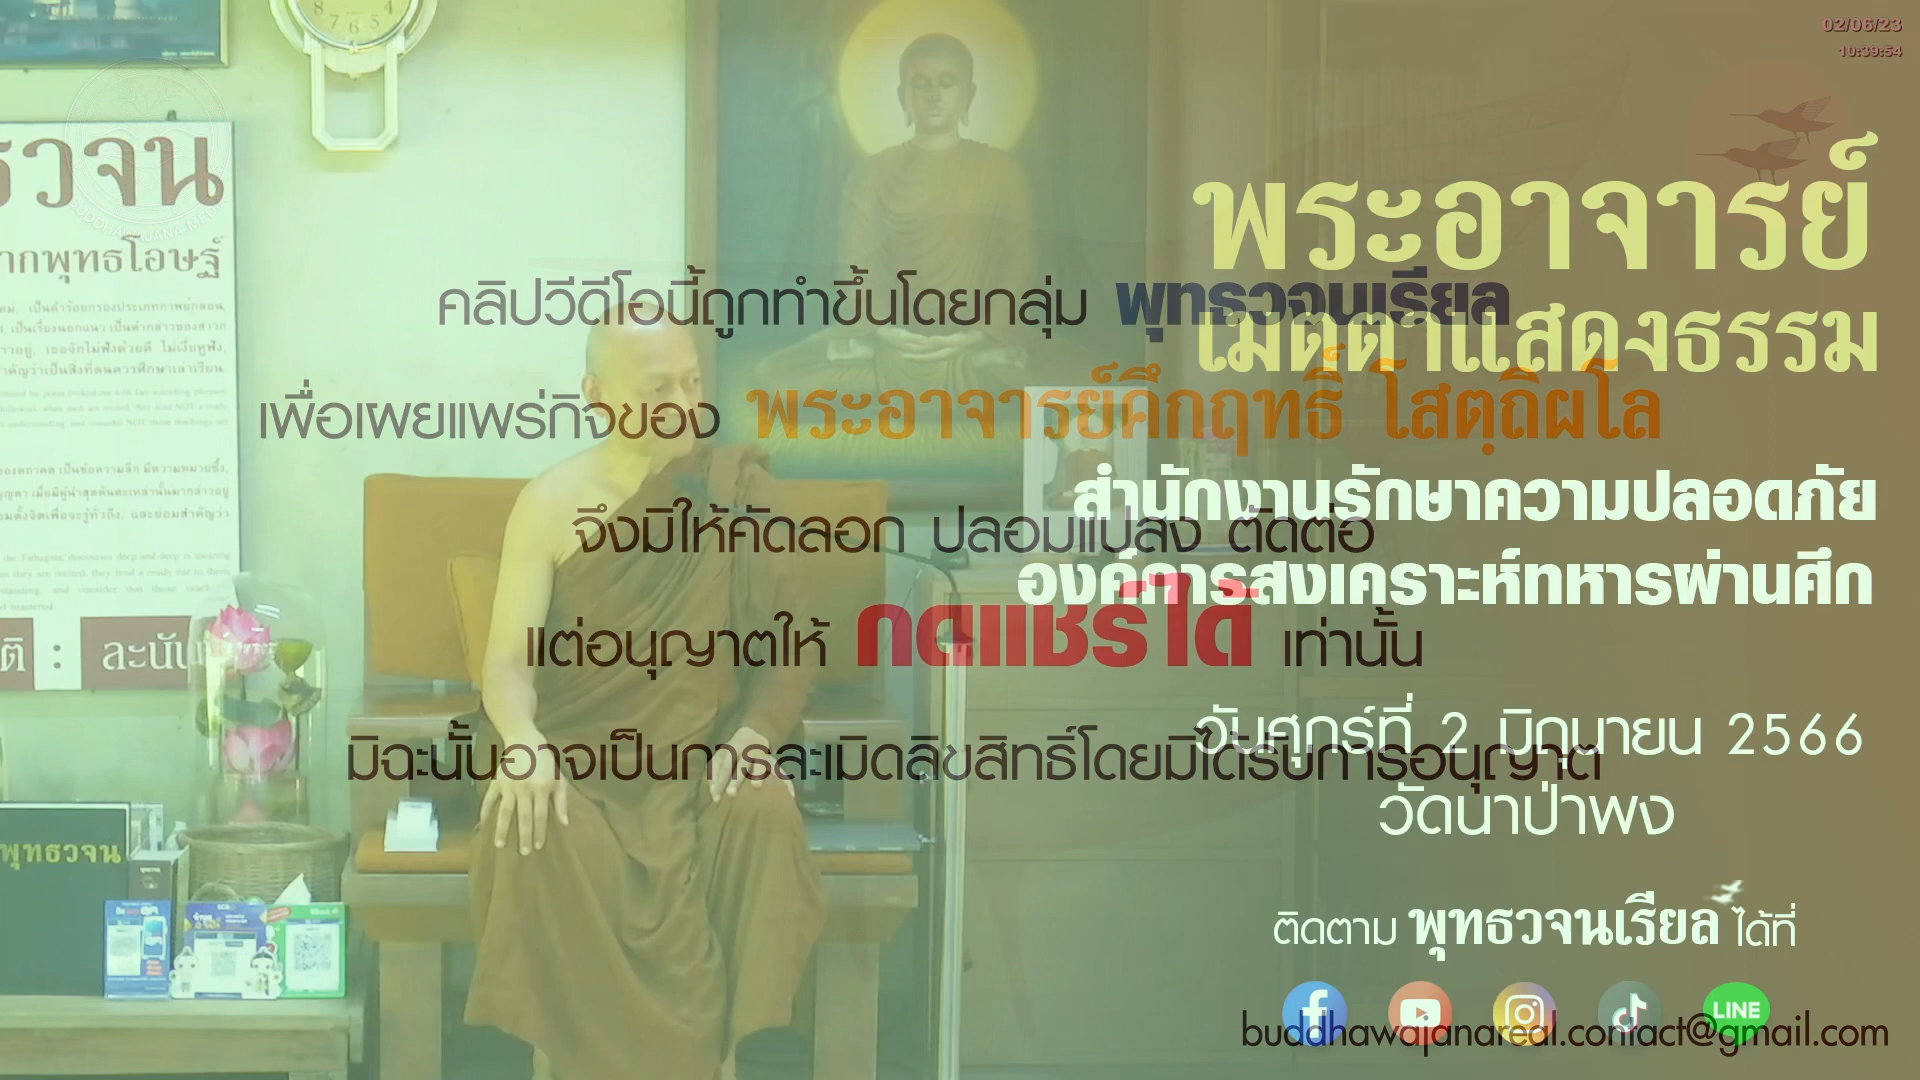 02/06/23
10:39:54
ธวจน
ากพุทธโอษฐ์
ติ : ละนัน
พุทธวจน
พระอาจารย์
เมตตาแสดงธรรม
สำนักงานรักษาความปลอดภัย
องค์การสงเคราะห์ทหารผ่านศึก
วันศุกร์ที่ 2 มิถุนายน 2566
วัดนาป่าพง
ติดตาม พุทธวจนเรียล ได้ที่
LINE
คลิปวีดีโอนี้ถูกทำขึ้นโดยกลุ่ม พุทธวจนเรียล
เพื่อเผยแพร่กิจของ พระอาจารย์คึกฤทธิ์ โสตฺถิผโล
จึงมิให้คัดลอก ปลอมแปลง ตัดต่อ
แต่อนุญาตให้ กดแชร์ได้ เท่านั้น
มิฉะนั้นอาจเป็นการละเมิดลิขสิทธิ์โดยมิได้รับการอนุญาต
buddhawajanareal.contact@gmail.com